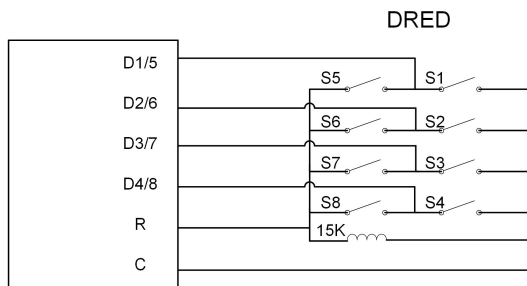 DRED
D1/5
S5 S1
D2/6
S6 S2
D3/7
S7 S3
D4/8
S8 S4
R
15K
C